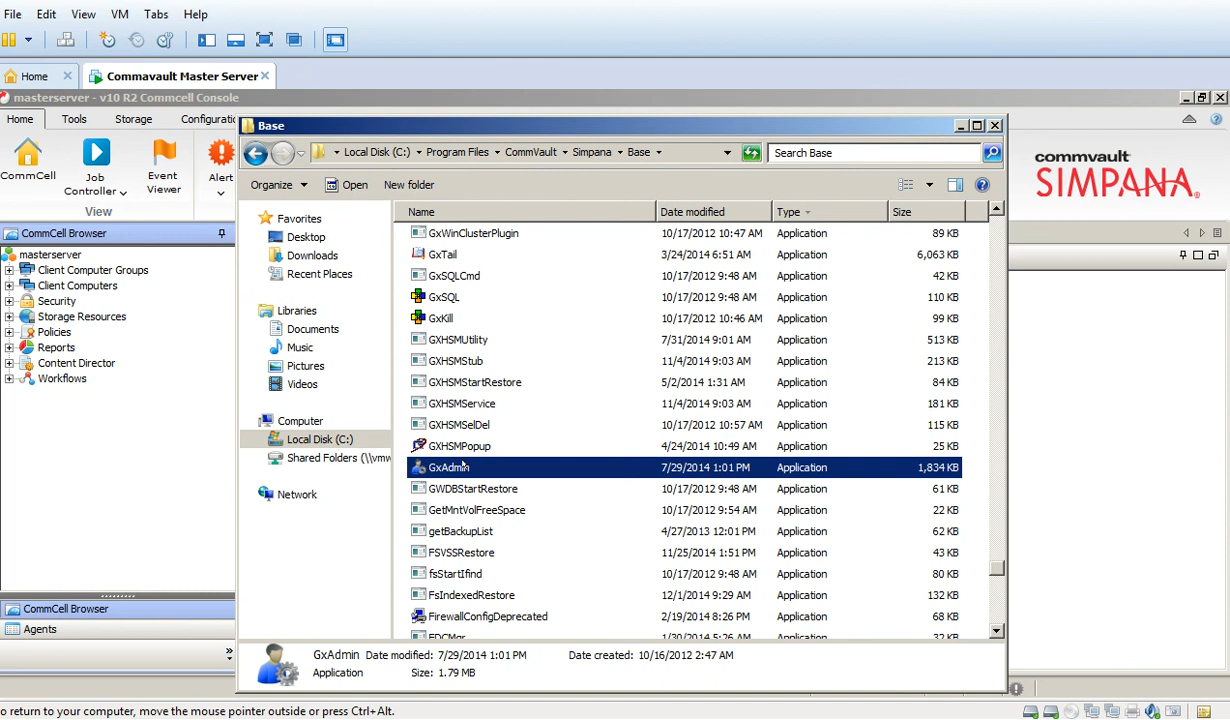 File Edit View VM Tabs Help
Home Commavault Master Server
masterserver - v10 R2 Commcell Console
Home Tools Storage Configuratio
CommCell
Job Controller
Event Viewer
Alert
View
commvault
SIMPANA
CommCell Browser
masterserver
Client Computer Groups
Client Computers
Security
Storage Resources
Policies
Reports
Content Director
Workflows
CommCell Browser
Agents
Base
Local Disk (C:) Program Files CommVault Simpana Base
Search Base
Organize Open New folder
Favorites
Desktop
Downloads
Recent Places
Libraries
Documents
Music
Pictures
Videos
Computer
Local Disk (C:)
Shared Folders (\\vmw
Network
Name Date modified Type Size
GxWinClusterPlugin 10/17/2012 10:47 AM Application 89 KB
GxTail 3/24/2014 6:51 AM Application 6,063 KB
GxSQLCmd 10/17/2012 9:48 AM Application 42 KB
GxSQL 10/17/2012 9:48 AM Application 110 KB
GxKill 10/17/2012 10:46 AM Application 99 KB
GXHSMUtility 7/31/2014 9:01 AM Application 513 KB
GXHSMStub 11/4/2014 9:03 AM Application 213 KB
GXHSMStartRestore 5/2/2014 1:31 AM Application 84 KB
GXHSMService 11/4/2014 9:03 AM Application 181 KB
GXHSMSelDel 10/17/2012 10:57 AM Application 115 KB
GXHSMPopup 4/24/2014 10:49 AM Application 25 KB
GxAdmin 7/29/2014 1:01 PM Application 1,834 KB
GWDBStartRestore 10/17/2012 9:48 AM Application 61 KB
GetMntVolFreeSpace 10/17/2012 9:54 AM Application 22 KB
getBackupList 4/27/2013 12:01 PM Application 62 KB
FSVSSRestore 11/25/2014 1:51 PM Application 43 KB
fsStartIfind 10/17/2012 9:48 AM Application 80 KB
FsIndexedRestore 12/1/2014 9:29 AM Application 132 KB
FirewallConfigDeprecated 2/19/2014 8:26 PM Application 68 KB
EDCMgr 1/30/2014 5:26 AM Application 32 KB
GxAdmin Date modified: 7/29/2014 1:01 PM Date created: 10/16/2012 2:47 AM
Application Size: 1.79 MB
o return to your computer, move the mouse pointer outside or press Ctrl+Alt.